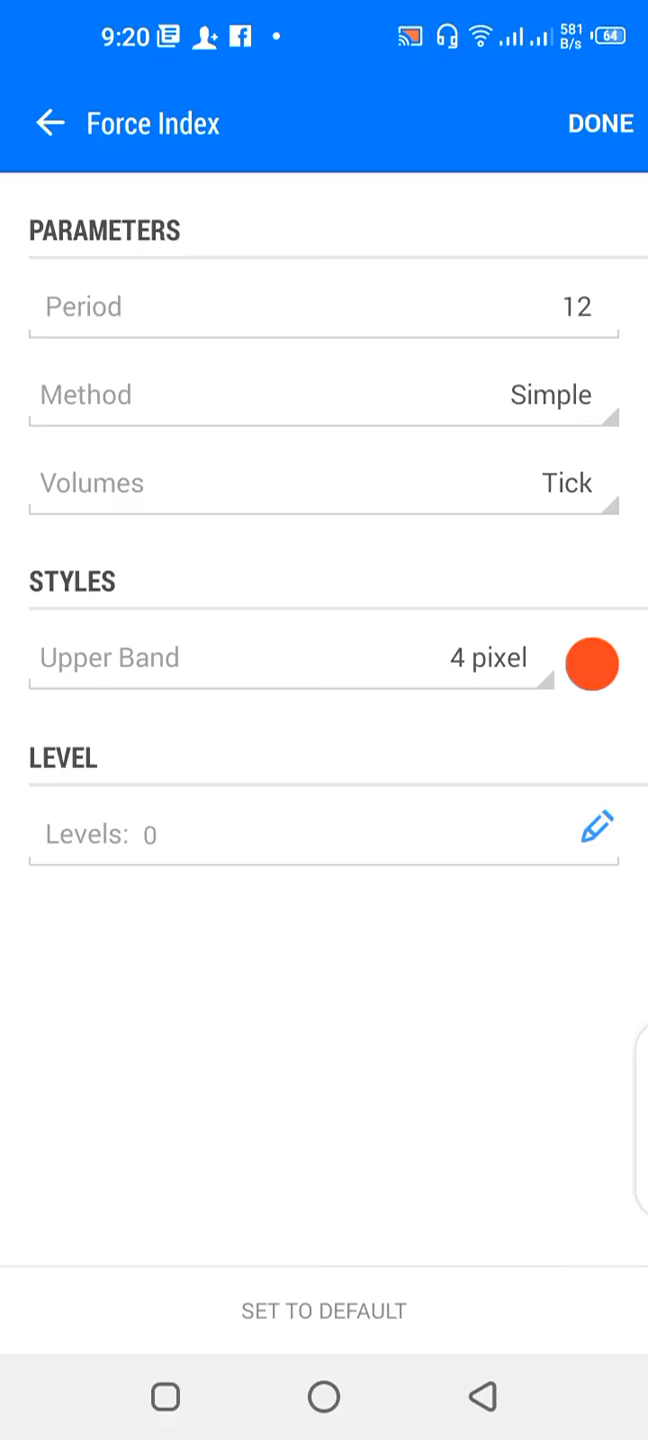 9:20 581 B/s 64
Force Index DONE
PARAMETERS
Period 12
Method Simple
Volumes Tick
STYLES
Upper Band 4 pixel
LEVEL
Levels: 0
SET TO DEFAULT